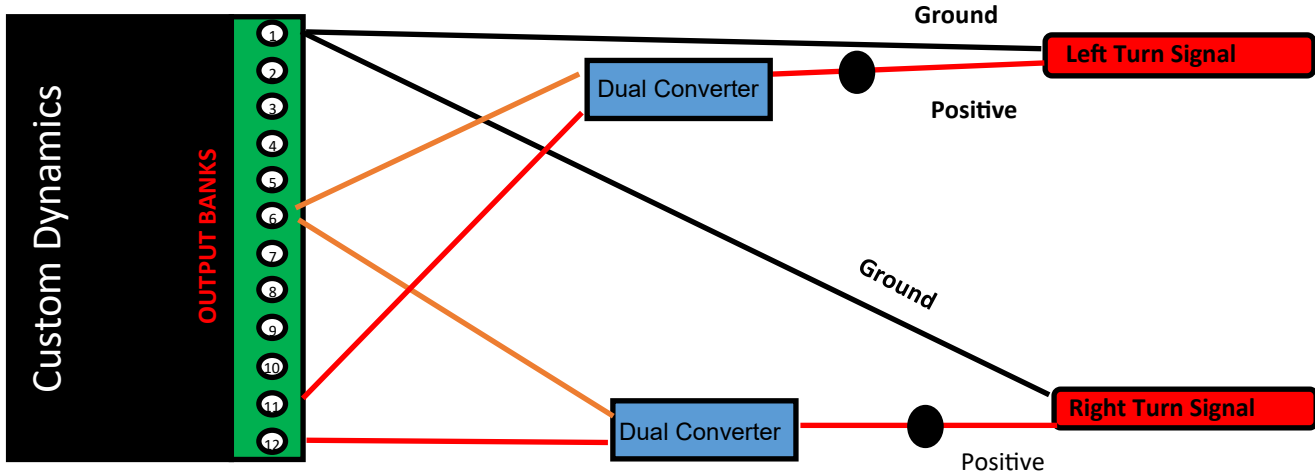 Custom Dynamics
OUTPUT BANKS
1
2
3
4
5
6
7
8
9
10
11
12
Ground
Left Turn Signal
Dual Converter
Positive
Ground
Right Turn Signal
Dual Converter
Positive